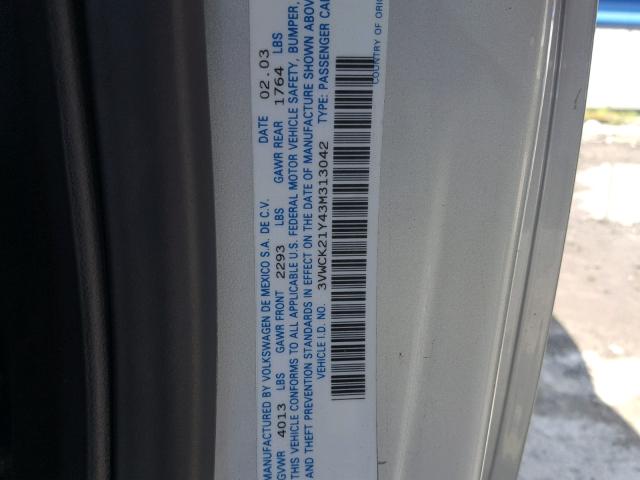 MANUFACTURED BY VOLKSWAGEN DE MEXICO S.A. DE C.V. DATE 02.03
GVWR 4013 LBS GAWR FRONT 2293 LBS GAWR REAR 1764 LBS
THIS VEHICLE CONFORMS TO ALL APPLICABLE U.S. FEDERAL MOTOR VEHICLE SAFETY, BUMPER,
AND THEFT PREVENTION STANDARDS IN EFFECT ON THE DATE OF MANUFACTURE SHOWN ABOV
VEHICLE I.D. NO. 3VWCK21Y43M313042 TYPE: PASSENGER CA
COUNTRY OF ORIG